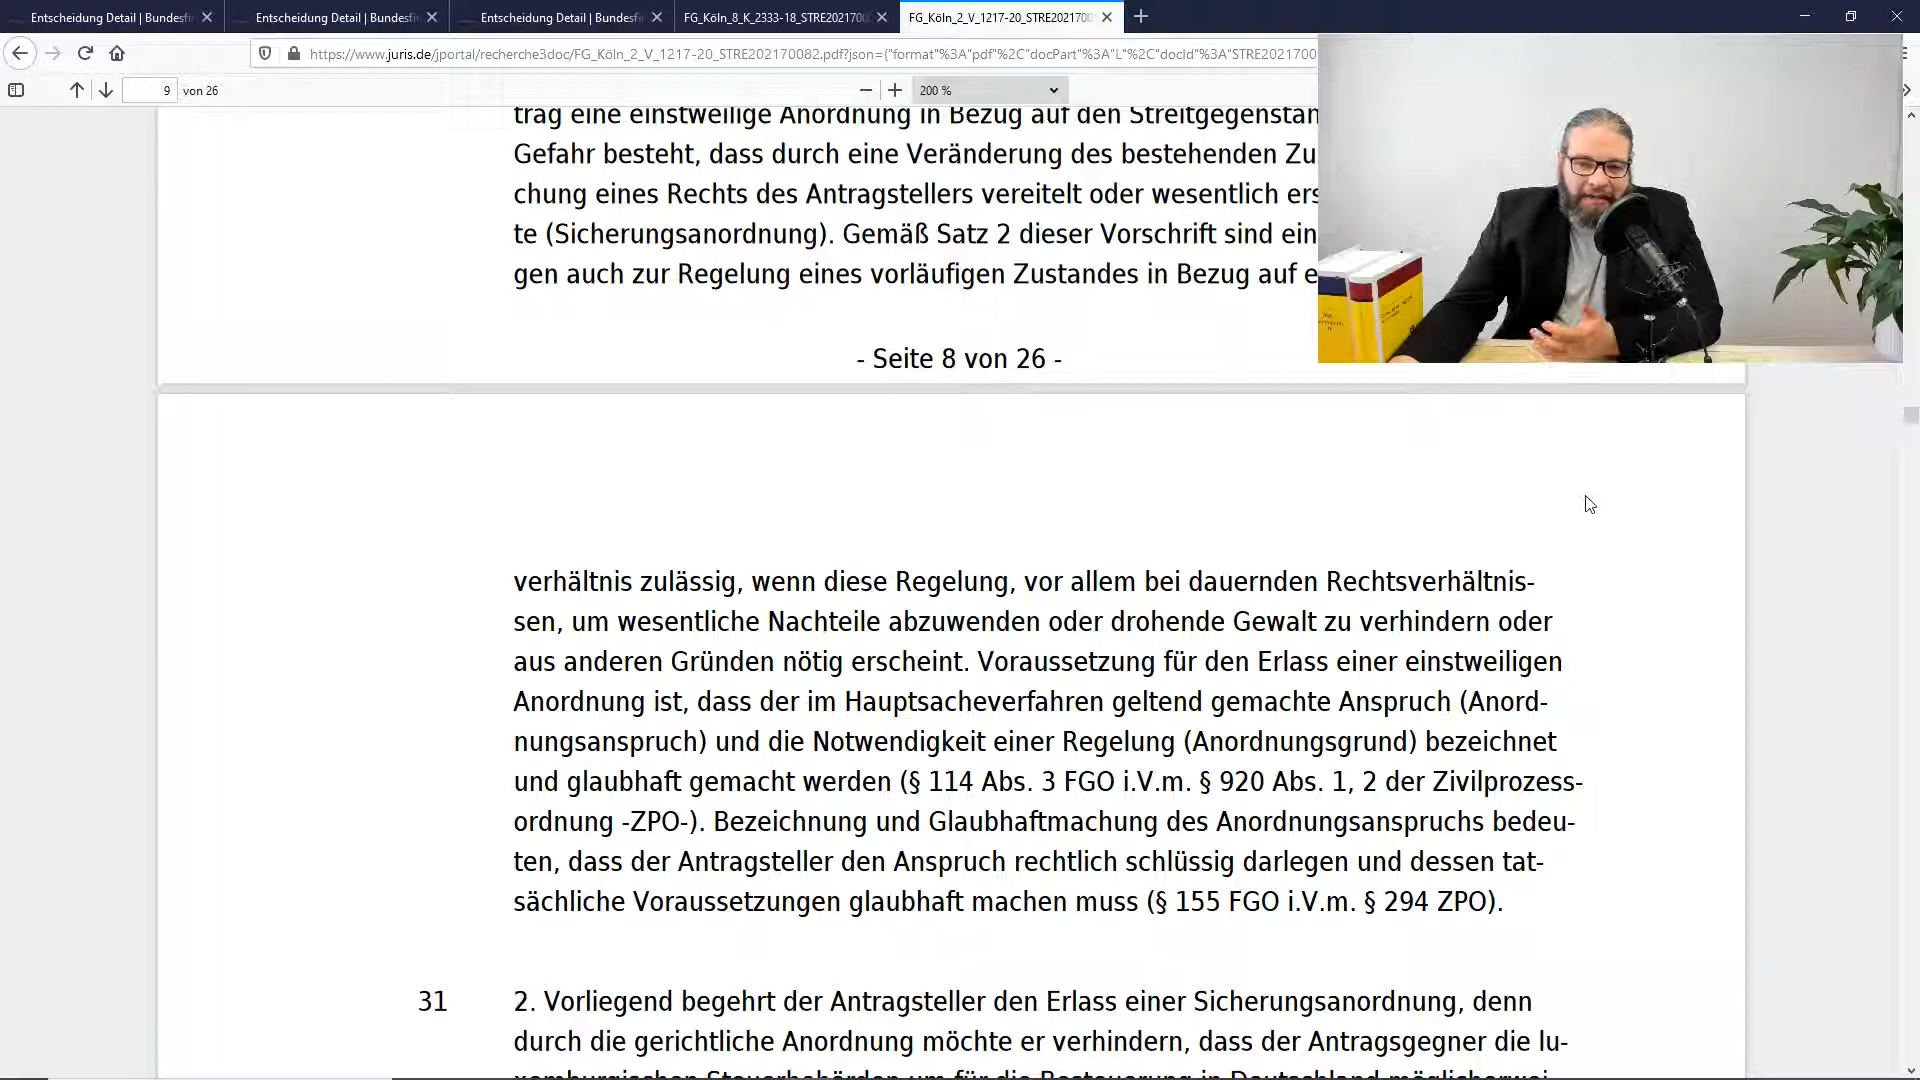 Entscheidung Detail | Bundesfi
Entscheidung Detail | Bundesfi
Entscheidung Detail | Bundesfi
FG_Köln_8_K_2333-18_STRE202170
FG_Köln_2_V_1217-20_STRE202170
https://www.juris.de/jportal/recherche3doc/FG_Köln_2_V_1217-20_STRE202170082.pdf?json={"format"%3A"pdf"%2C"docPart"%3A"L"%2C"docId"%3A"STRE202170
9 von 26
200 %
trag eine einstweilige Anordnung in Bezug auf den Streitgegenstan
Gefahr besteht, dass durch eine Veränderung des bestehenden Zu
chung eines Rechts des Antragstellers vereitelt oder wesentlich ers
te (Sicherungsanordnung). Gemäß Satz 2 dieser Vorschrift sind ein
gen auch zur Regelung eines vorläufigen Zustandes in Bezug auf e
- Seite 8 von 26 -
verhältnis zulässig, wenn diese Regelung, vor allem bei dauernden Rechtsverhältnis-
sen, um wesentliche Nachteile abzuwenden oder drohende Gewalt zu verhindern oder
aus anderen Gründen nötig erscheint. Voraussetzung für den Erlass einer einstweiligen
Anordnung ist, dass der im Hauptsacheverfahren geltend gemachte Anspruch (Anord-
nungsanspruch) und die Notwendigkeit einer Regelung (Anordnungsgrund) bezeichnet
und glaubhaft gemacht werden (§ 114 Abs. 3 FGO i.V.m. § 920 Abs. 1, 2 der Zivilprozess-
ordnung -ZPO-). Bezeichnung und Glaubhaftmachung des Anordnungsanspruchs bedeu-
ten, dass der Antragsteller den Anspruch rechtlich schlüssig darlegen und dessen tat-
sächliche Voraussetzungen glaubhaft machen muss (§ 155 FGO i.V.m. § 294 ZPO).
31 2. Vorliegend begehrt der Antragsteller den Erlass einer Sicherungsanordnung, denn
durch die gerichtliche Anordnung möchte er verhindern, dass der Antragsgegner die lu-
xemburgischen Steuerbehörden um für die Besteuerung in Deutschland möglicherwei-